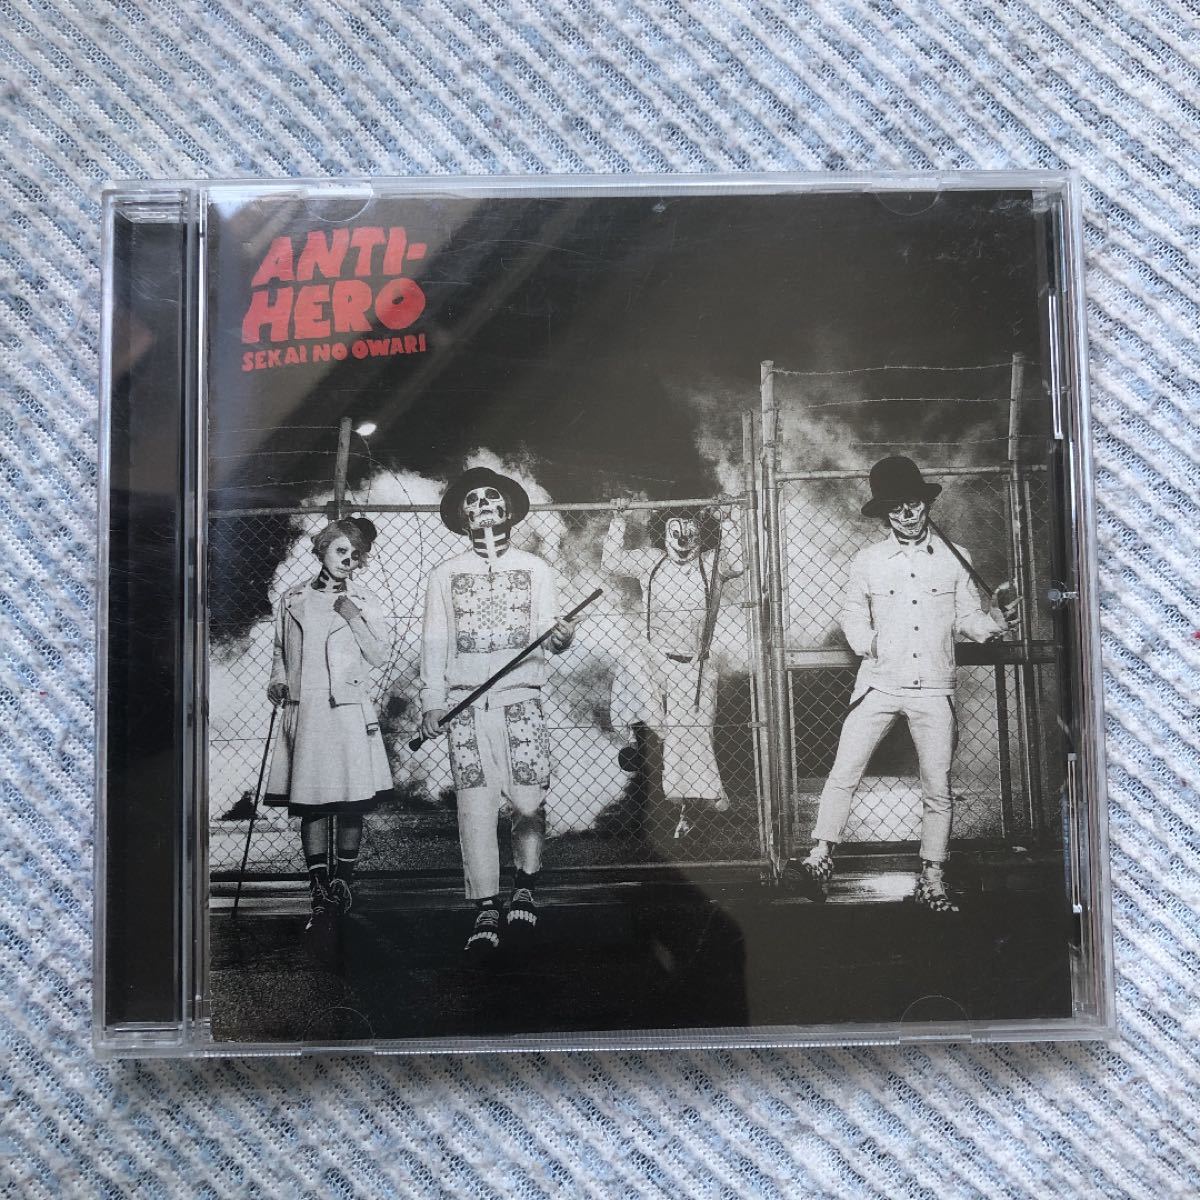 ANTI-
HERO
SEKAI NO OWARI